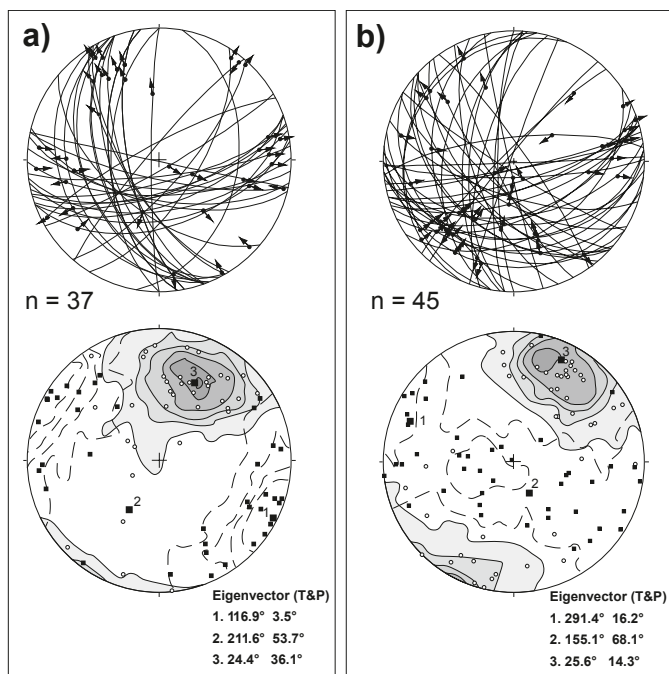 a)
n = 37
3
2
1
Eigenvector (T&P)
1. 116.9° 3.5°
2. 211.6° 53.7°
3. 24.4° 36.1°
b)
n = 45
3
1
2
Eigenvector (T&P)
1. 291.4° 16.2°
2. 155.1° 68.1°
3. 25.6° 14.3°